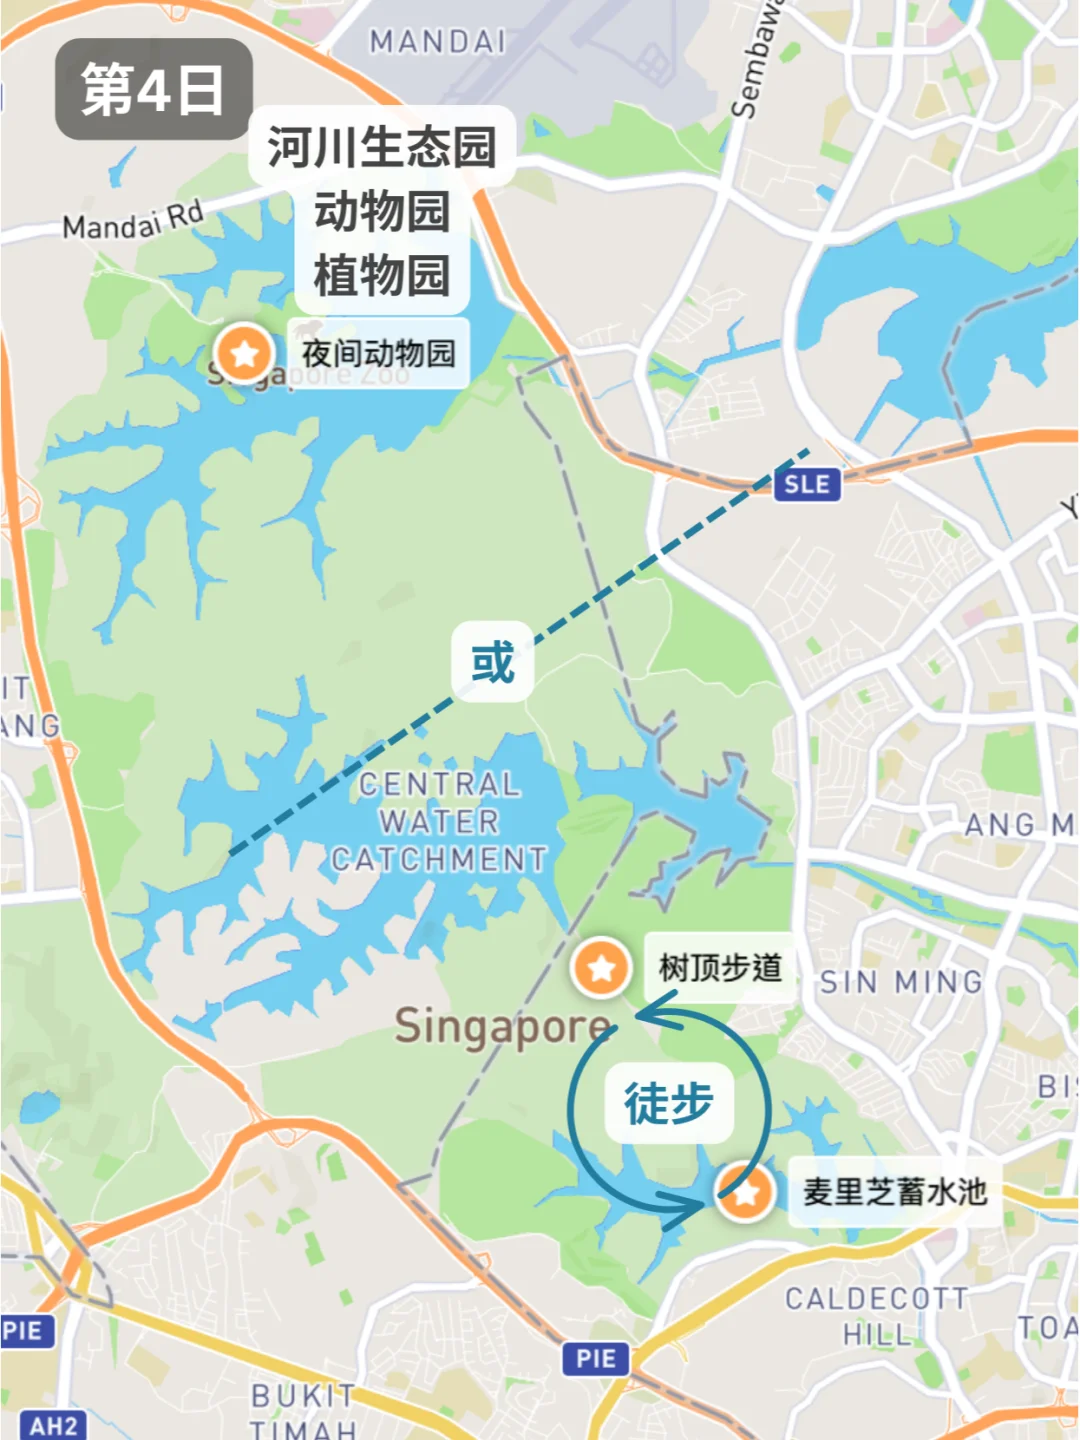 MANDAI
Sembawa
第4日
河川生态园
动物园
植物园
Mandai Rd
夜间动物园
Singapore Zoo
SLE
或
IT
ANG
CENTRAL
WATER
CATCHMENT
ANG M
树顶步道
SIN MING
Singapore
徒步
BIS
麦里芝蓄水池
CALDECOTT
HILL
TOA
PIE
PIE
BUKIT
TIMAH
AH2